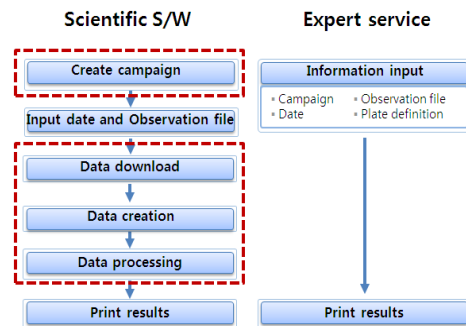 Scientific S/W
Expert service
Create campaign
Information input
▪ Campaign ▪ Observation file
▪ Date ▪ Plate definition
Input date and Observation file
Data download
Data creation
Data processing
Print results
Print results